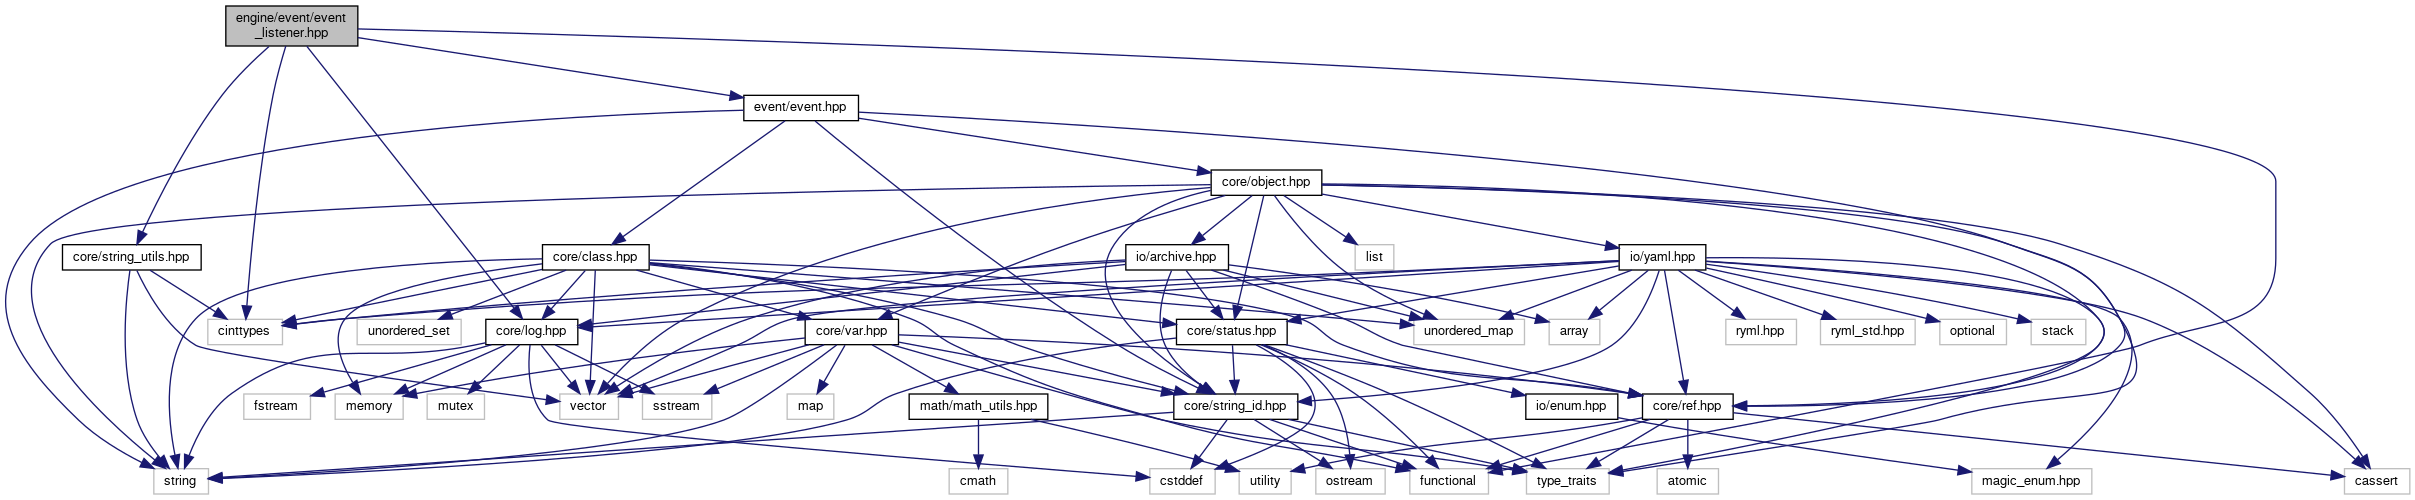 engine/event/event
_listener.hpp
event/event.hpp
core/object.hpp
core/string_utils.hpp
core/class.hpp
io/archive.hpp
list
io/yaml.hpp
cinttypes
unordered_set
core/log.hpp
core/var.hpp
core/status.hpp
unordered_map
array
ryml.hpp
ryml_std.hpp
optional
stack
fstream
memory
mutex
vector
sstream
map
math/math_utils.hpp
core/string_id.hpp
io/enum.hpp
core/ref.hpp
string
cmath
cstddef
utility
ostream
functional
type_traits
atomic
magic_enum.hpp
cassert